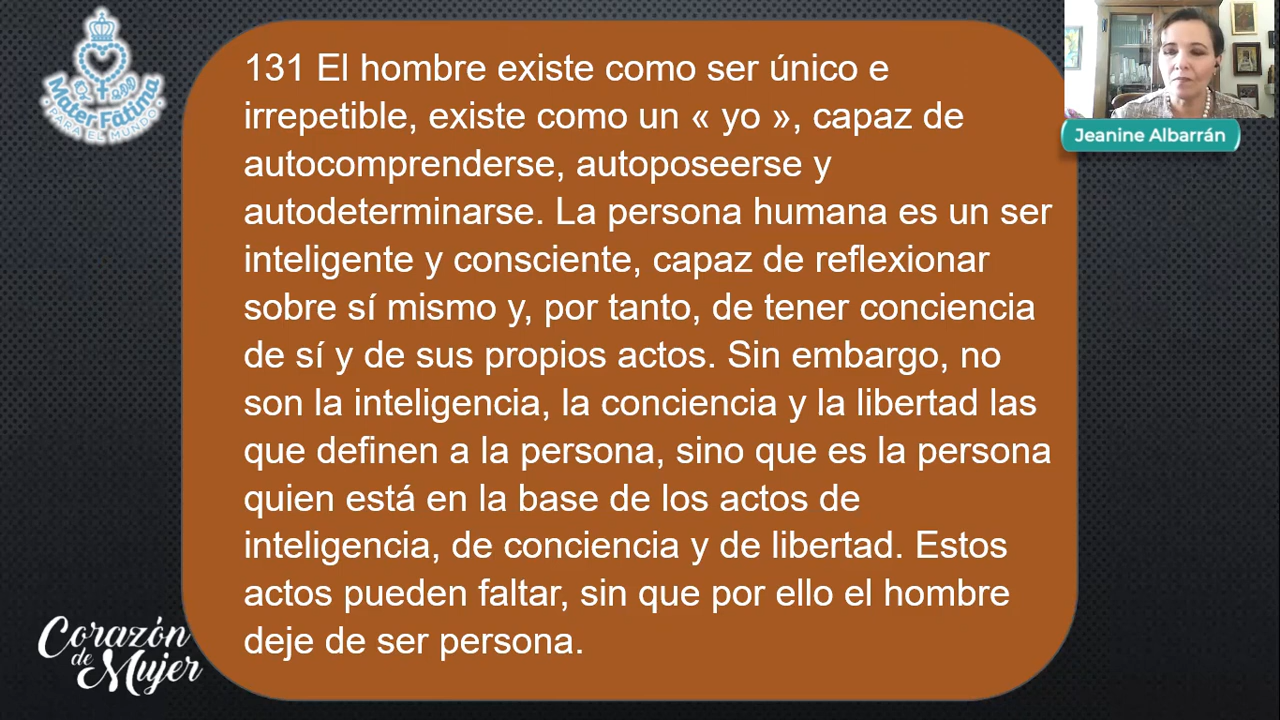 Mater Fatima
PARA EL MUNDO
131 El hombre existe como ser único e
irrepetible, existe como un « yo », capaz de
autocomprenderse, autoposeerse y
autodeterminarse. La persona humana es un ser
inteligente y consciente, capaz de reflexionar
sobre sí mismo y, por tanto, de tener conciencia
de sí y de sus propios actos. Sin embargo, no
son la inteligencia, la conciencia y la libertad las
que definen a la persona, sino que es la persona
quien está en la base de los actos de
inteligencia, de conciencia y de libertad. Estos
actos pueden faltar, sin que por ello el hombre
deje de ser persona.
Jeanine Albarrán
Corazón
de
Mujer